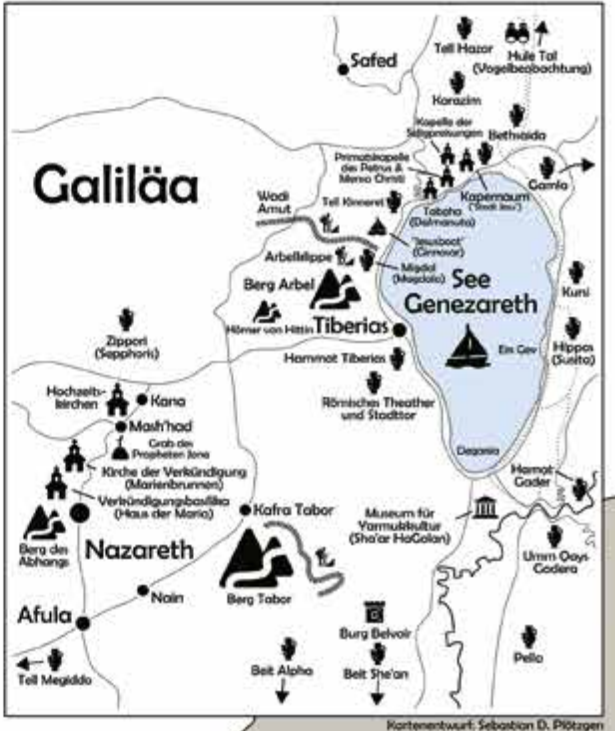 Safed
Tell Hazor
Hule Tal
(Vogelbeobachtung)
Korazim
Kapelle der
Seligpreisungen
Bethsaida
Primatskapelle
des Petrus &
Mensa Christi
Galiläa
Wadi
Amut
Tell Kinneret
Tabgha
(Dalmanuta)
Kapernaum
("Stadt Jesu")
Gamla
"Jesusboot"
(Ginnosar)
Arbelklippe
Migdal
(Magdala)
Berg Arbel
See
Genezareth
Kursi
Hörner von Hittin
Tiberias
Zippori
(Sepphoris)
Hammat Tiberias
Ein Gev
Hippos
(Susita)
Hochzeits-
kirchen
Kana
Römisches Theather
und Stadttor
Mash'had
Grab des
Propheten Jona
Kirche der Verkündigung
(Marienbrunnen)
Degania
Hamat
Gader
Verkündigungsbasilika
(Haus der Maria)
Kafra Tabor
Museum für
Yarmukkultur
(Sha'ar HaGolan)
Berg des
Abhangs
Nazareth
Umm Qays
Gadera
Nain
Berg Tabor
Afula
Burg Belvoir
Tell Megiddo
Beit Alpha
Beit She'an
Pella
Kartenentwurf: Sebastian D. Plötzgen